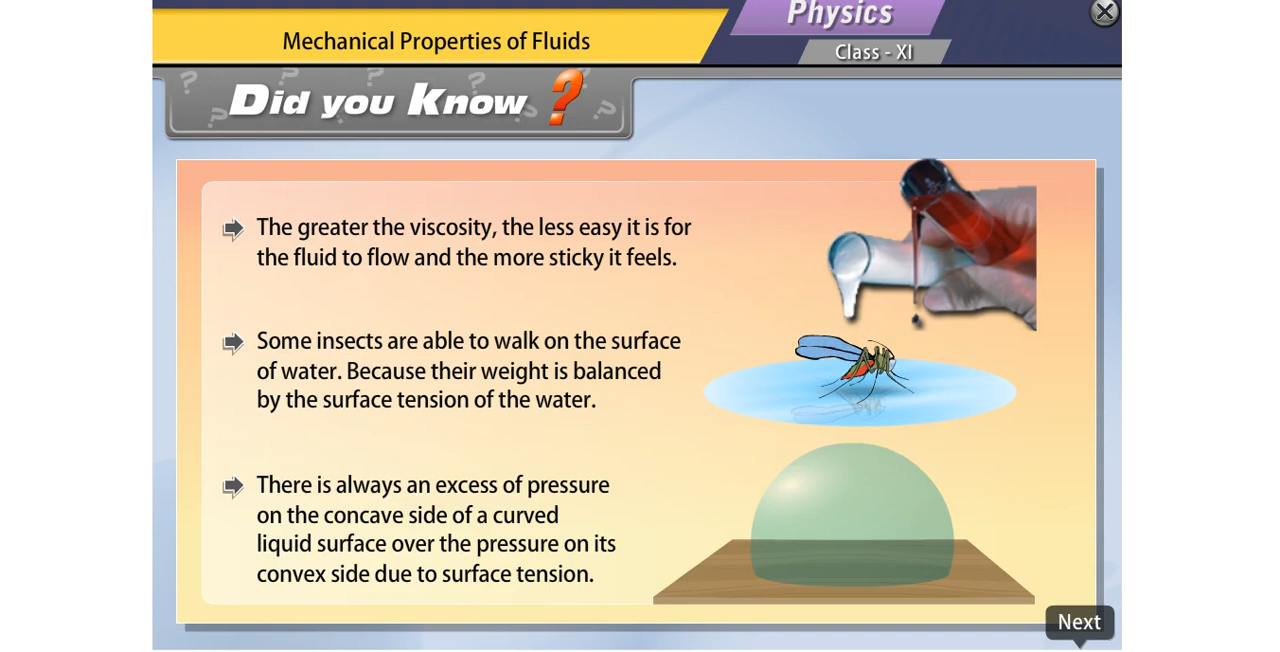 Physics
Mechanical Properties of Fluids
Class - XI
Did you Know ?
The greater the viscosity, the less easy it is for
the fluid to flow and the more sticky it feels.
Some insects are able to walk on the surface
of water. Because their weight is balanced
by the surface tension of the water.
There is always an excess of pressure
on the concave side of a curved
liquid surface over the pressure on its
convex side due to surface tension.
Next